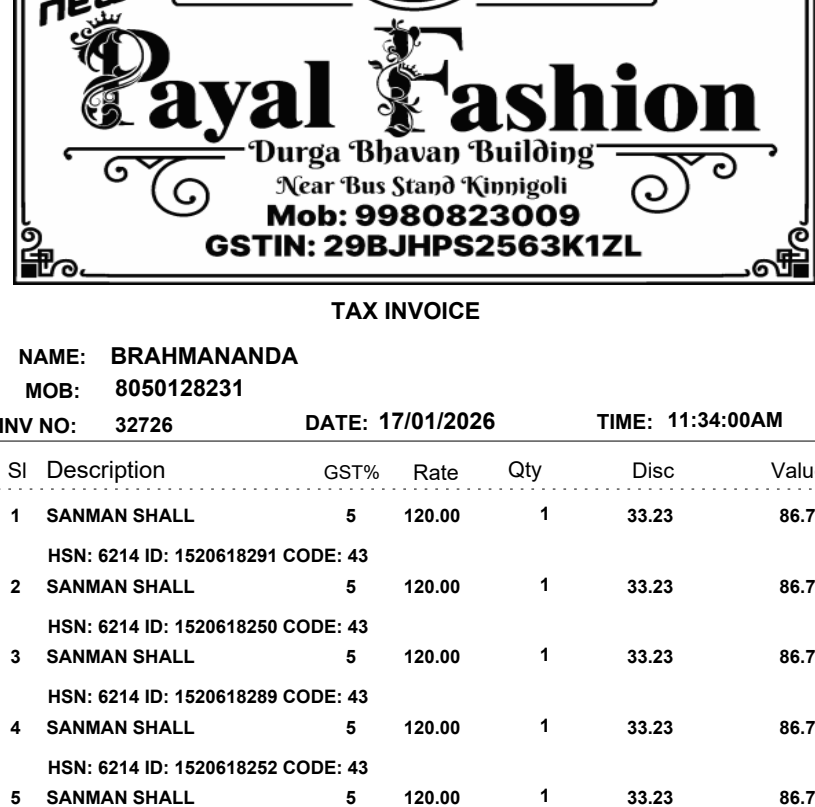 new
Payal Fashion
Durga Bhavan Building
Near Bus Stand Kinnigoli
Mob: 9980823009
GSTIN: 29BJHPS2563K1ZL
TAX INVOICE
NAME: BRAHMANANDA
MOB: 8050128231
INV NO: 32726 DATE: 17/01/2026 TIME: 11:34:00AM
Sl Description GST% Rate Qty Disc Valu
1 SANMAN SHALL 5 120.00 1 33.23 86.7
HSN: 6214 ID: 1520618291 CODE: 43
2 SANMAN SHALL 5 120.00 1 33.23 86.7
HSN: 6214 ID: 1520618250 CODE: 43
3 SANMAN SHALL 5 120.00 1 33.23 86.7
HSN: 6214 ID: 1520618289 CODE: 43
4 SANMAN SHALL 5 120.00 1 33.23 86.7
HSN: 6214 ID: 1520618252 CODE: 43
5 SANMAN SHALL 5 120.00 1 33.23 86.7